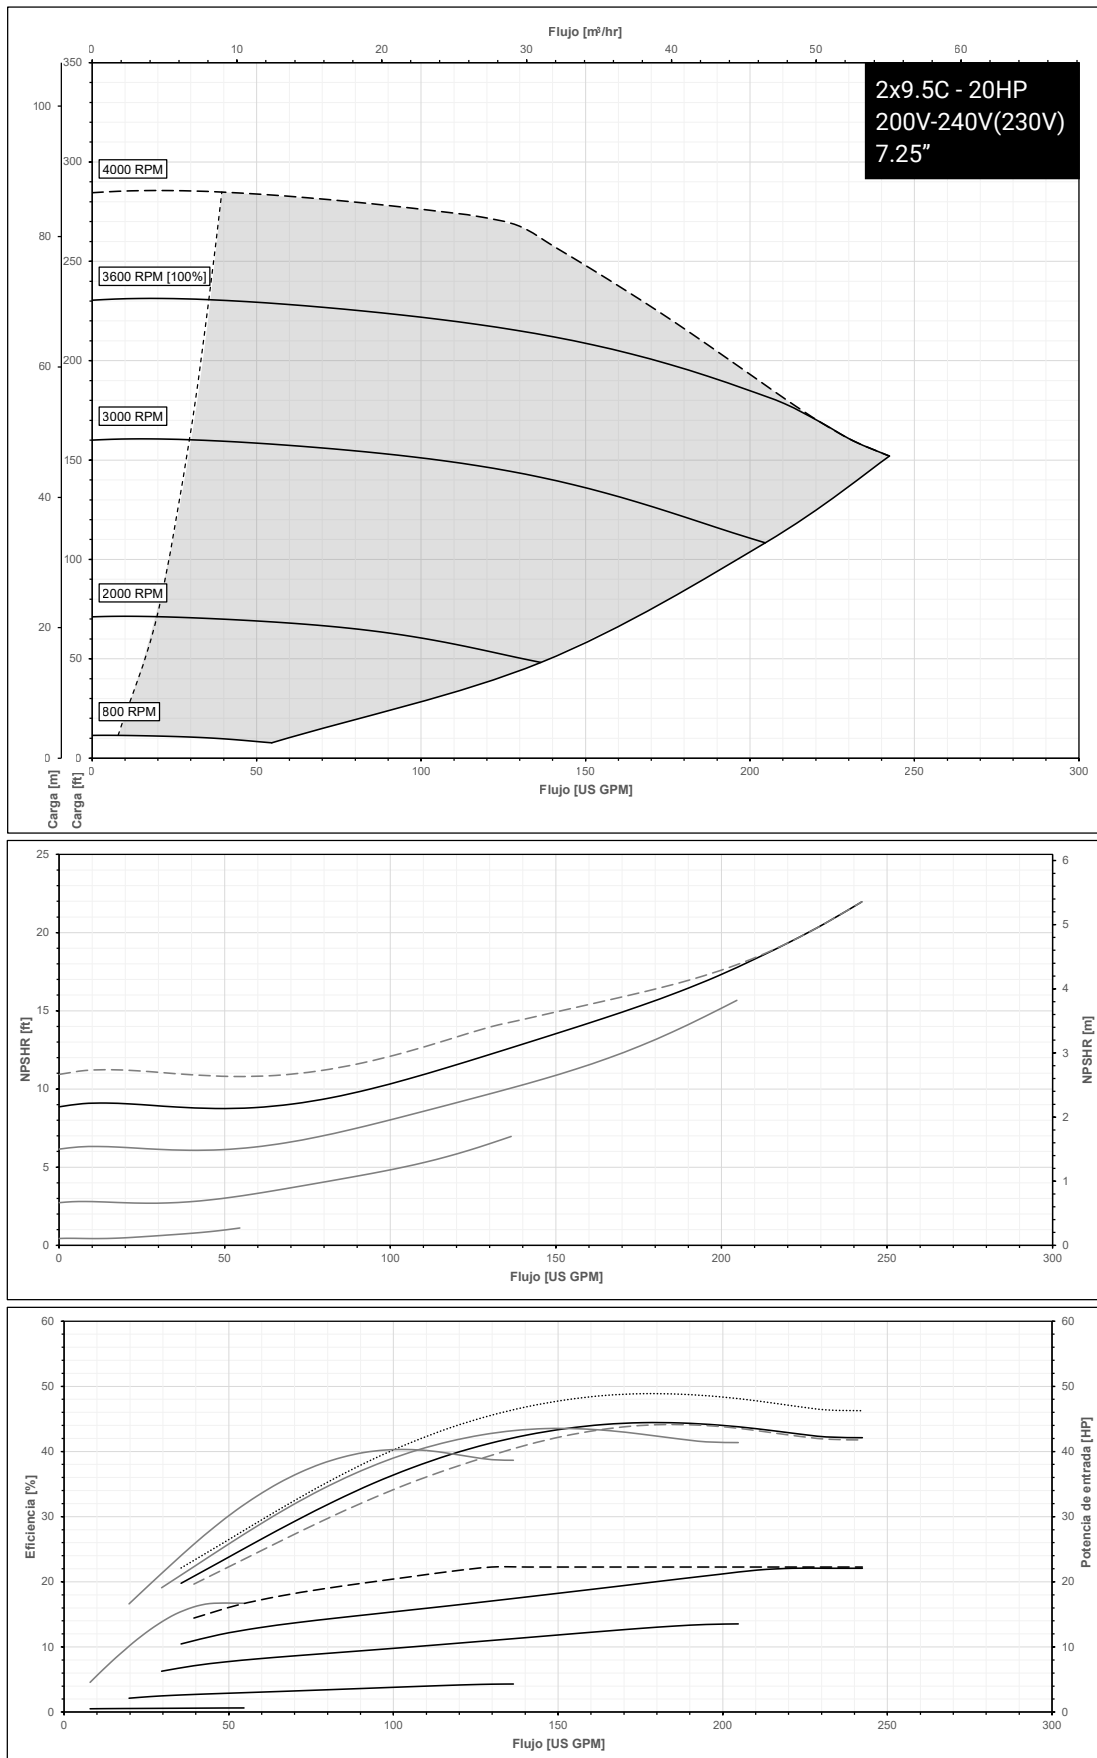 Flujo [m³/hr]
0 10 20 30 40 50 60
350
300
250
200
150
100
50
0
100
80
60
40
20
0
2x9.5C - 20HP
200V-240V(230V)
7.25”
4000 RPM
3600 RPM [100%]
3000 RPM
2000 RPM
800 RPM
0 50 100 150 200 250 300
Flujo [US GPM]
Carga [m]
Carga [ft]
25
20
15
10
5
0
NPSHR [ft]
6
5
4
3
2
1
0
NPSHR [m]
0 50 100 150 200 250 300
Flujo [US GPM]
60
50
40
30
20
10
0
Eficiencia [%]
60
50
40
30
20
10
0
Potencia de entrada [HP]
0 50 100 150 200 250 300
Flujo [US GPM]